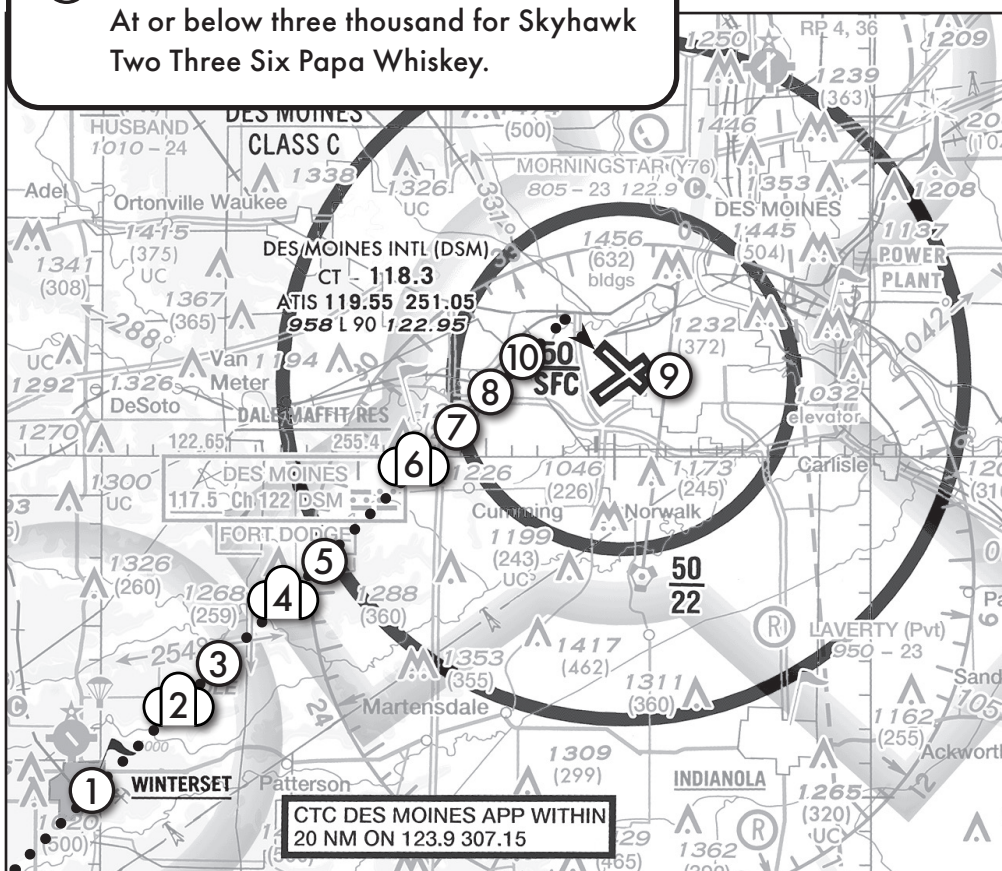 At or below three thousand for Skyhawk
Two Three Six Papa Whiskey.
1250
RP 4, 36
1209
1239
(363)
DES MOINES
CLASS C
(500)
HUSBAND
1010 – 24
1446
1338
1326
UC
MORNINGSTAR (Y76)
805 – 23 122.9 C
1353
1208
Adel
Ortonville Waukee
331°
33
DES MOINES
1415
(375)
UC
1445
(504)
1137
POWER
PLANT
DES MOINES INTL (DSM)
CT - 118.3
ATIS 119.55 251.05
958 L 90 122.95
1456
(632)
bldgs
1341
(308)
1367
(365)
288°
042°
1232
(372)
UC
1292
Van
Meter
1194
10
50
SFC
9
8
1326
DeSoto
1032
elevator
DALE MAFFIT RES
7
1270
122.65
255.4
6
1226
1046
(226)
1173
(245)
Carlisle
DES MOINES
117.5 Ch 122 DSM
1300
UC
Cumming
Norwalk
FORT DODGE
1199
(243)
UC
5
50
22
1326
(260)
1268
(259)
4
1288
(360)
R
LAVERTY (Pvt)
950 – 23
254°
3
1417
(462)
1353
(355)
2
1311
(360)
Martensdale
24
1162
(255)
Ackwort
1
WINTERSET
Patterson
1309
(299)
INDIANOLA
12
1265
(320)
UC
CTC DES MOINES APP WITHIN
20 NM ON 123.9 307.15
(500)
R
(465)
1362